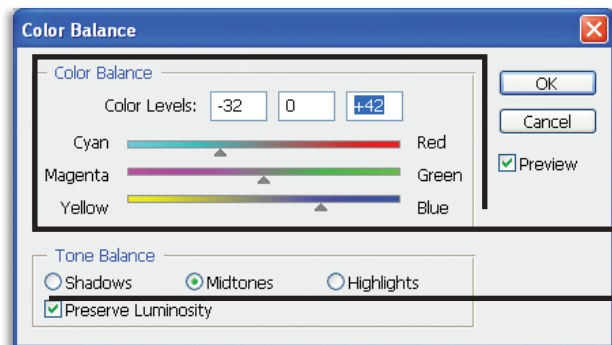 Color Balance
Color Balance
Color Levels: -32 0 +42
Cyan Red
Magenta Green
Yellow Blue
OK
Cancel
Preview
Tone Balance
Shadows Midtones Highlights
Preserve Luminosity